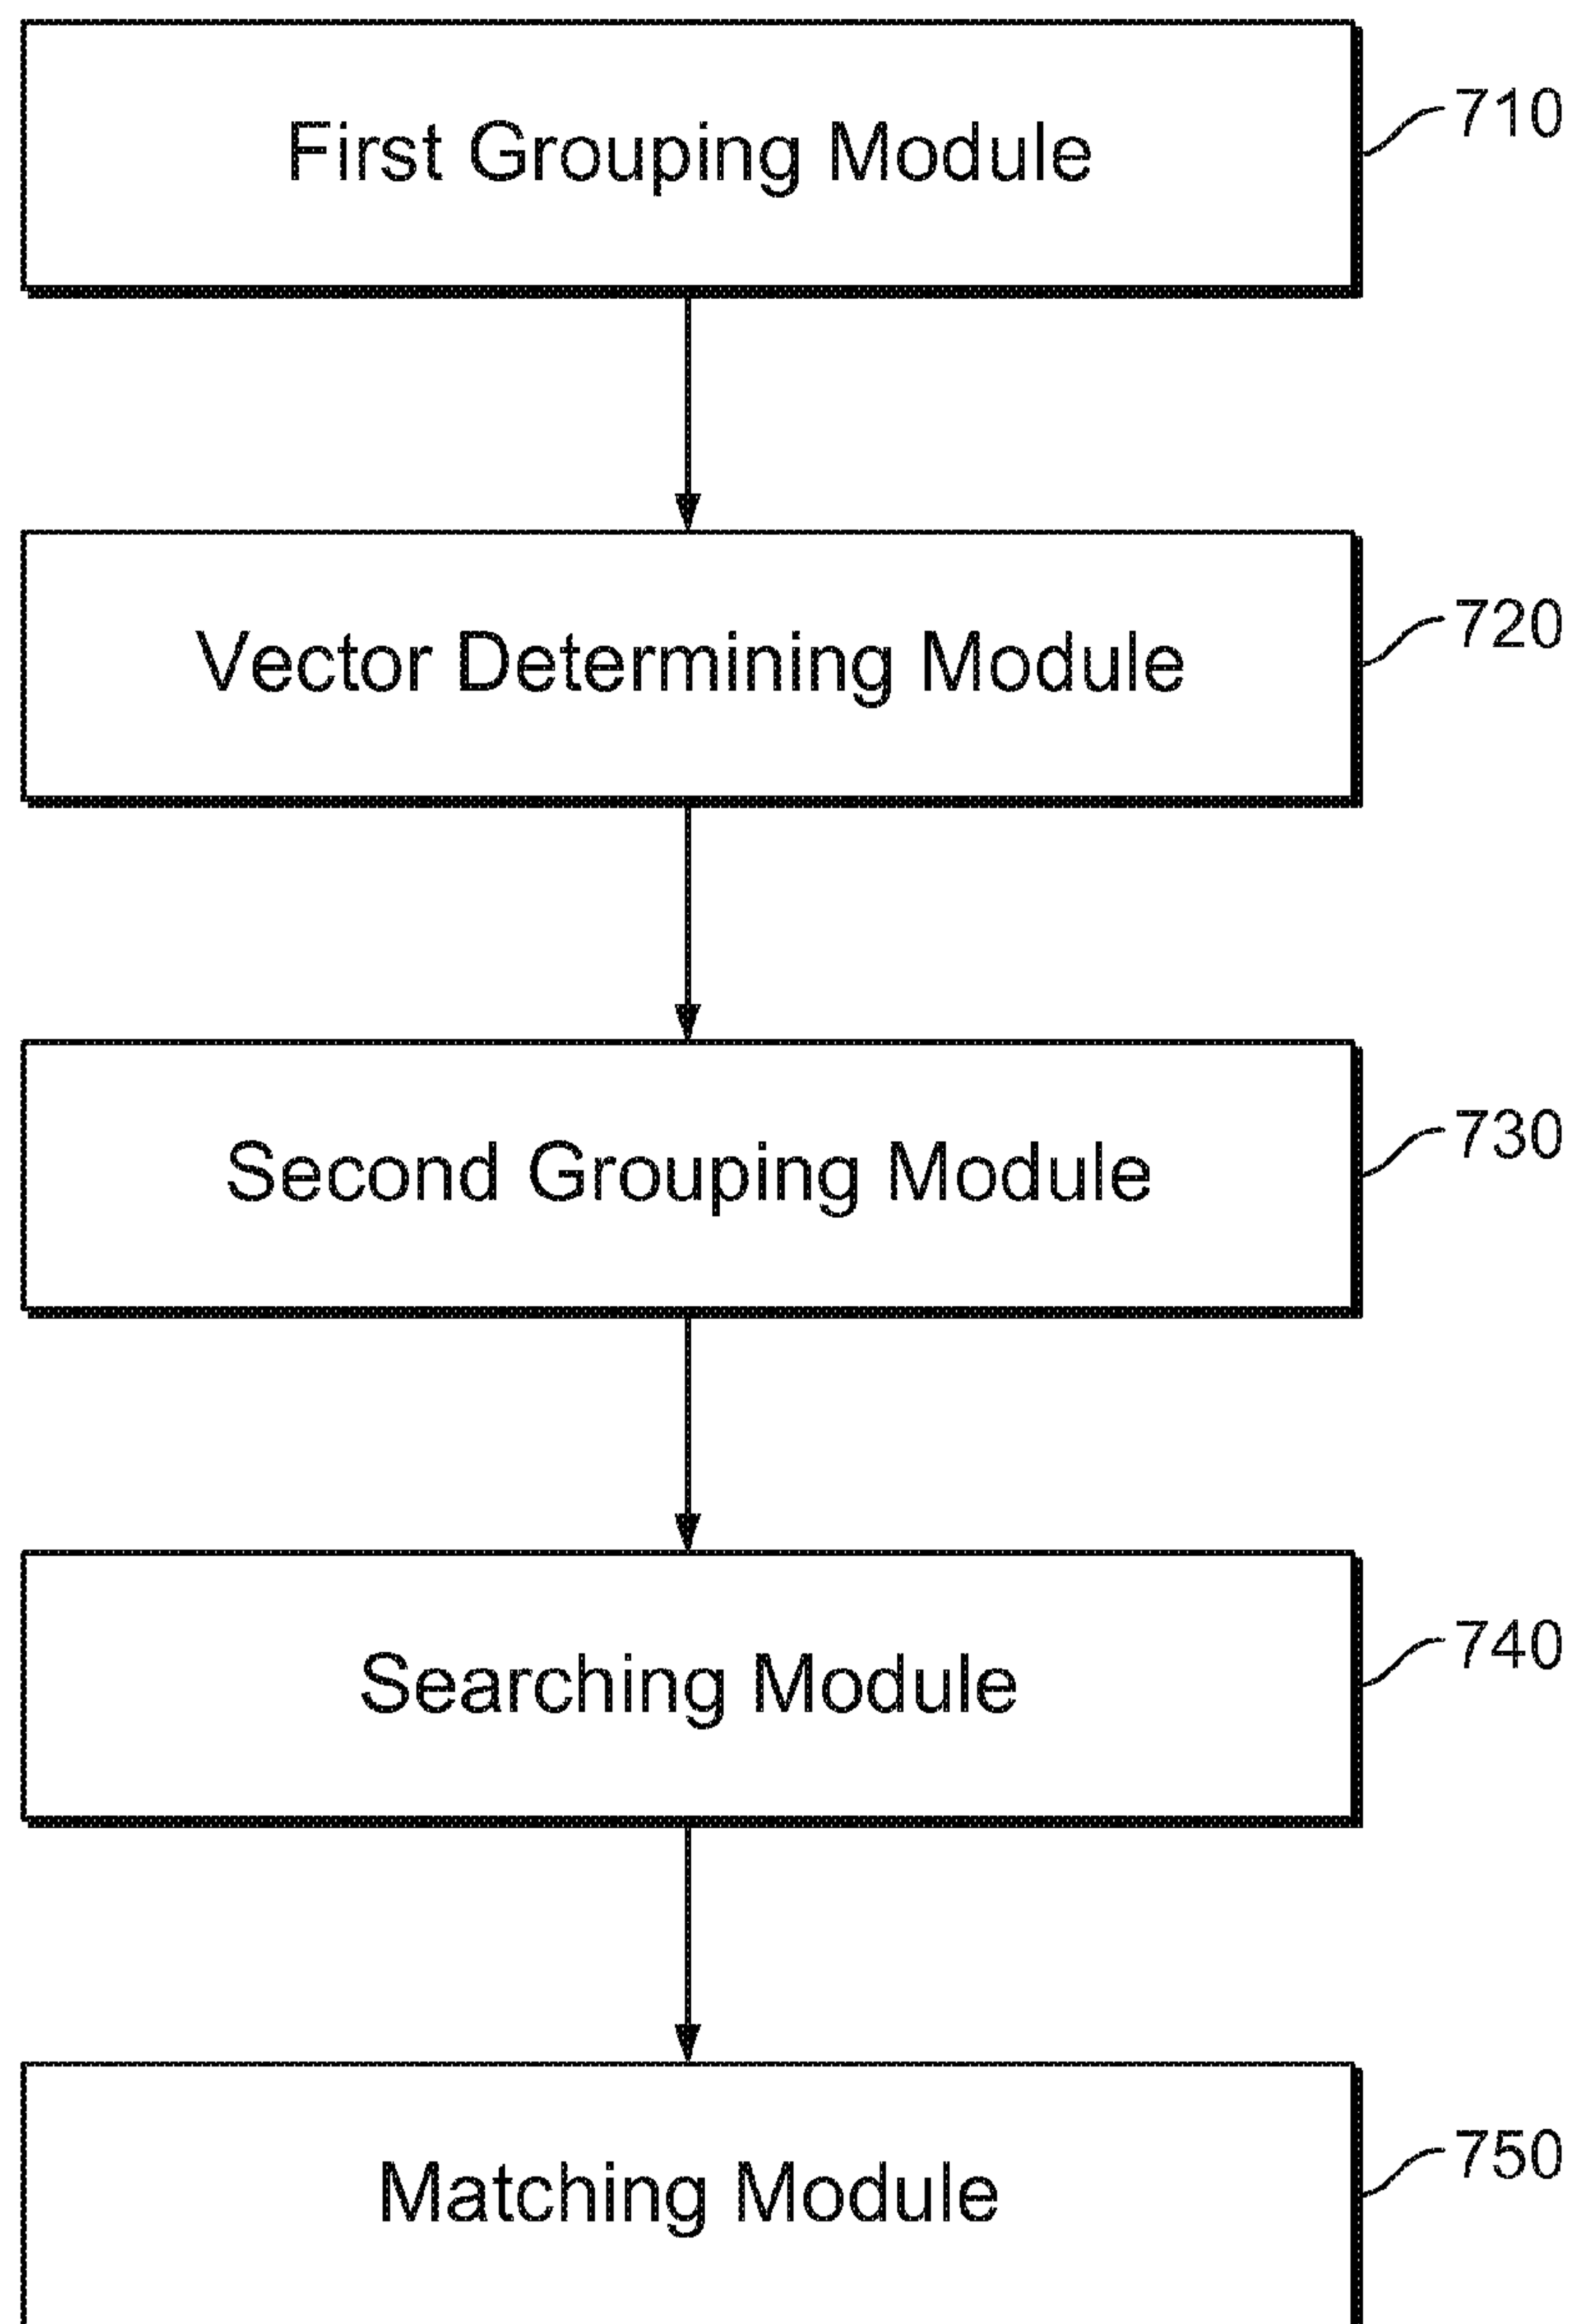 First Grouping Module
710
Vector Determining Module
720
Second Grouping Module
730
Searching Module
740
Matching Module
750